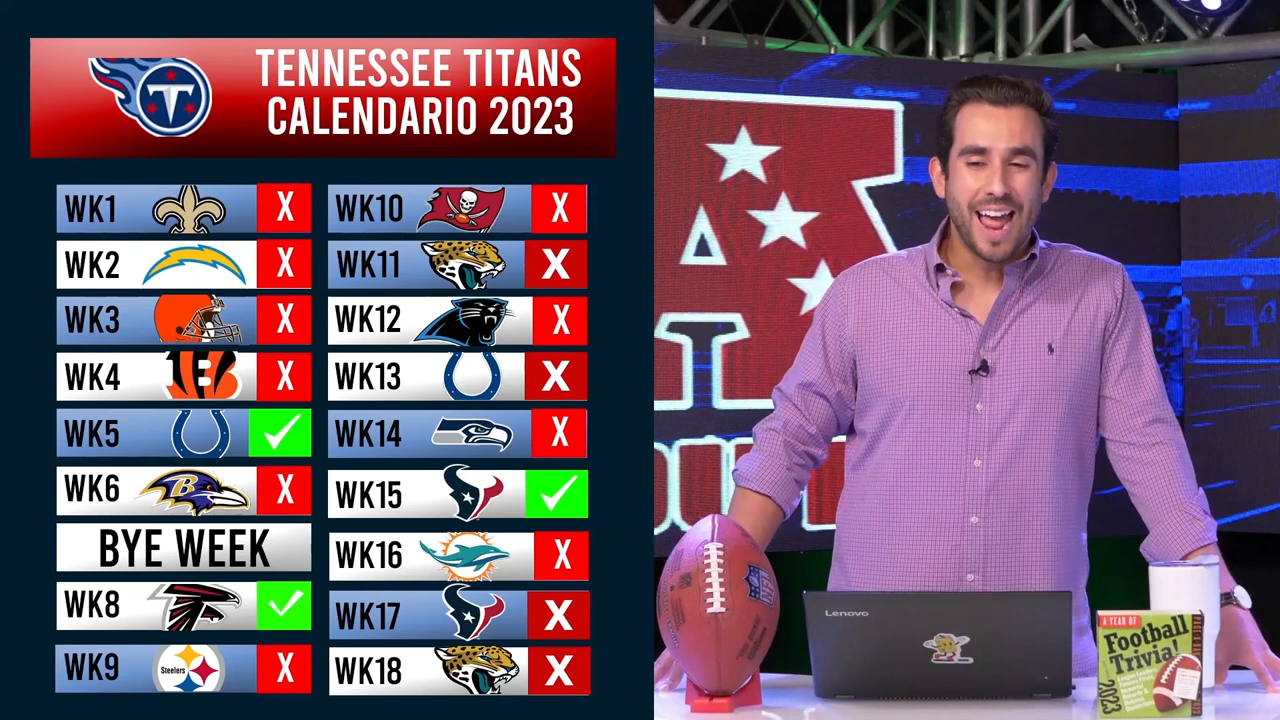 TENNESSEE TITANS
CALENDARIO 2023
WK1 X
WK2 X
WK3 X
WK4 X
WK5
WK6 X
BYE WEEK
WK8
WK9 Steelers X
WK10 X
WK11 X
WK12 X
WK13 X
WK14 X
WK15
WK16 X
WK17 X
WK18 X
NFL
Lenovo
A YEAR OF
Football
Trivia!
2023